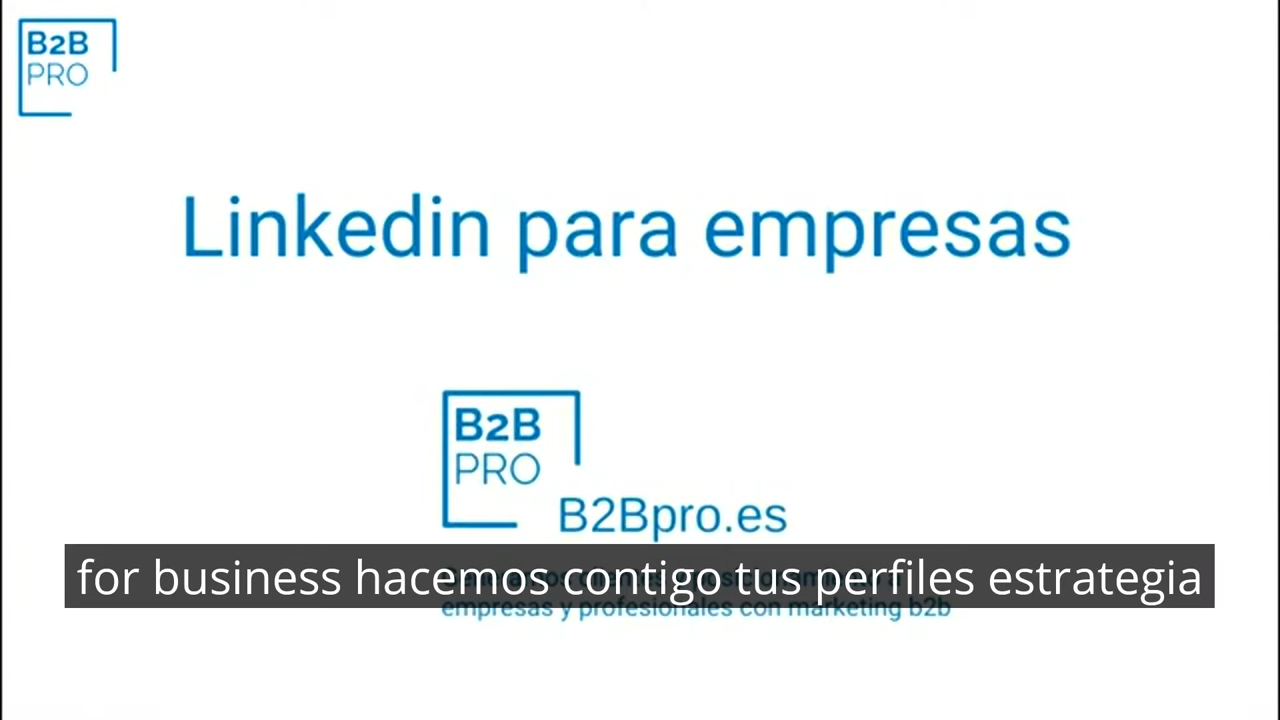 B2B
PRO
Linkedin para empresas
B2B
PRO
B2Bpro.es
for business hacemos contigo tus perfiles estrategia
empresas y profesionales con marketing b2b